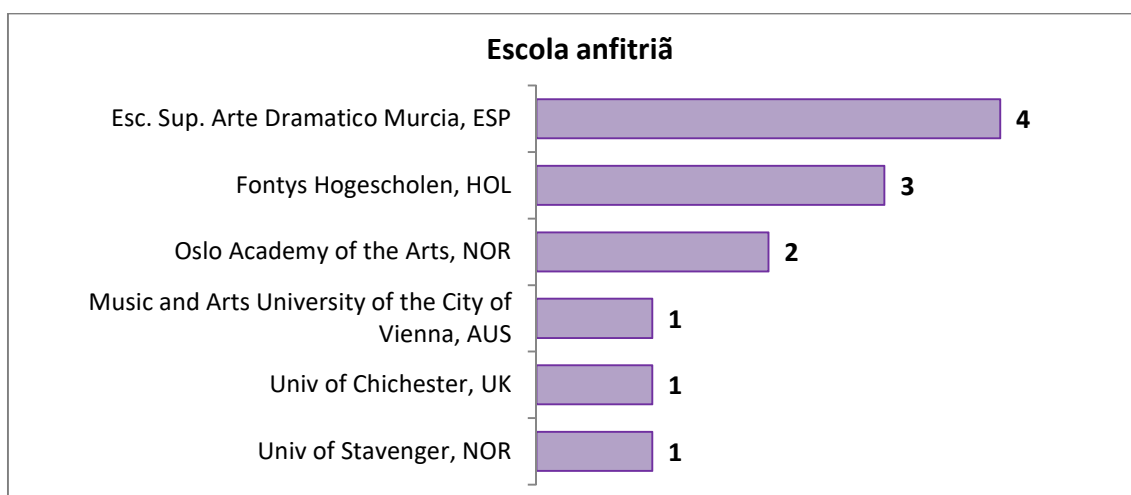 Escola anfitriã
Esc. Sup. Arte Dramatico Murcia, ESP
4
Fontys Hogescholen, HOL
3
Oslo Academy of the Arts, NOR
2
Music and Arts University of the City of
Vienna, AUS
1
Univ of Chichester, UK
1
Univ of Stavenger, NOR
1